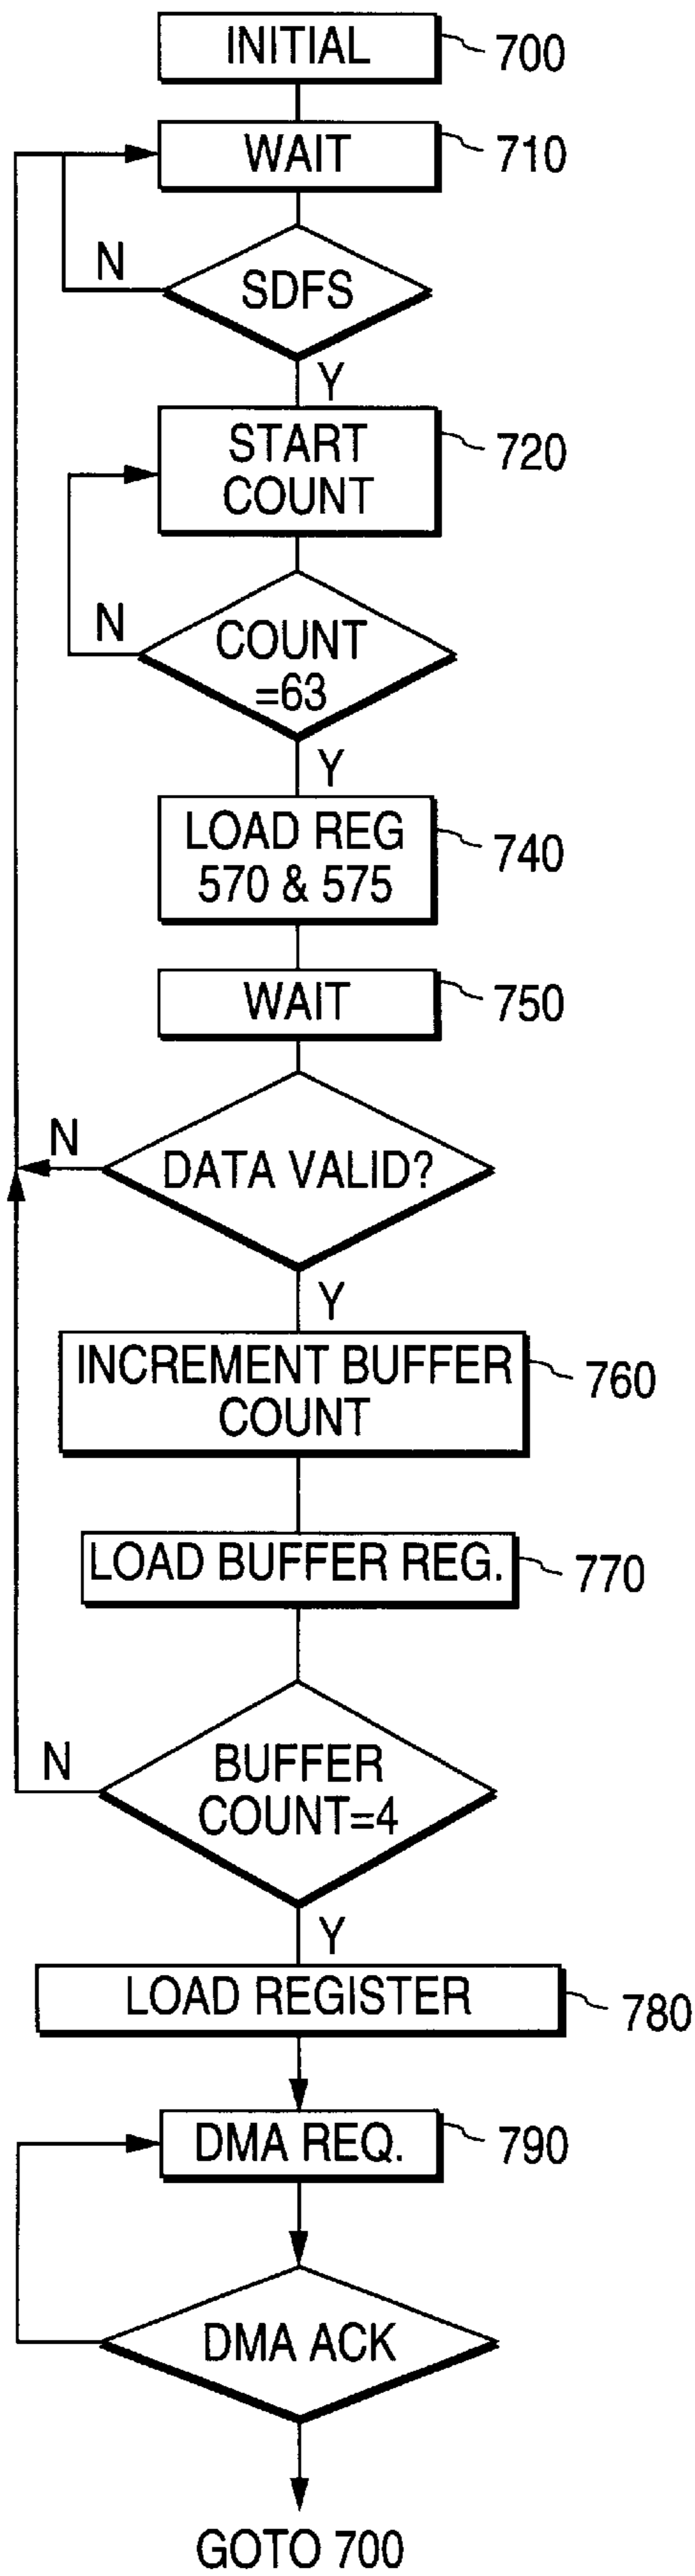 INITIAL
700
WAIT
710
N
SDFS
Y
START
COUNT
720
N
COUNT
=63
Y
LOAD REG
570 & 575
740
WAIT
750
N
DATA VALID?
Y
INCREMENT BUFFER
COUNT
760
LOAD BUFFER REG.
770
N
BUFFER
COUNT=4
Y
LOAD REGISTER
780
DMA REQ.
790
DMA ACK
GOTO 700